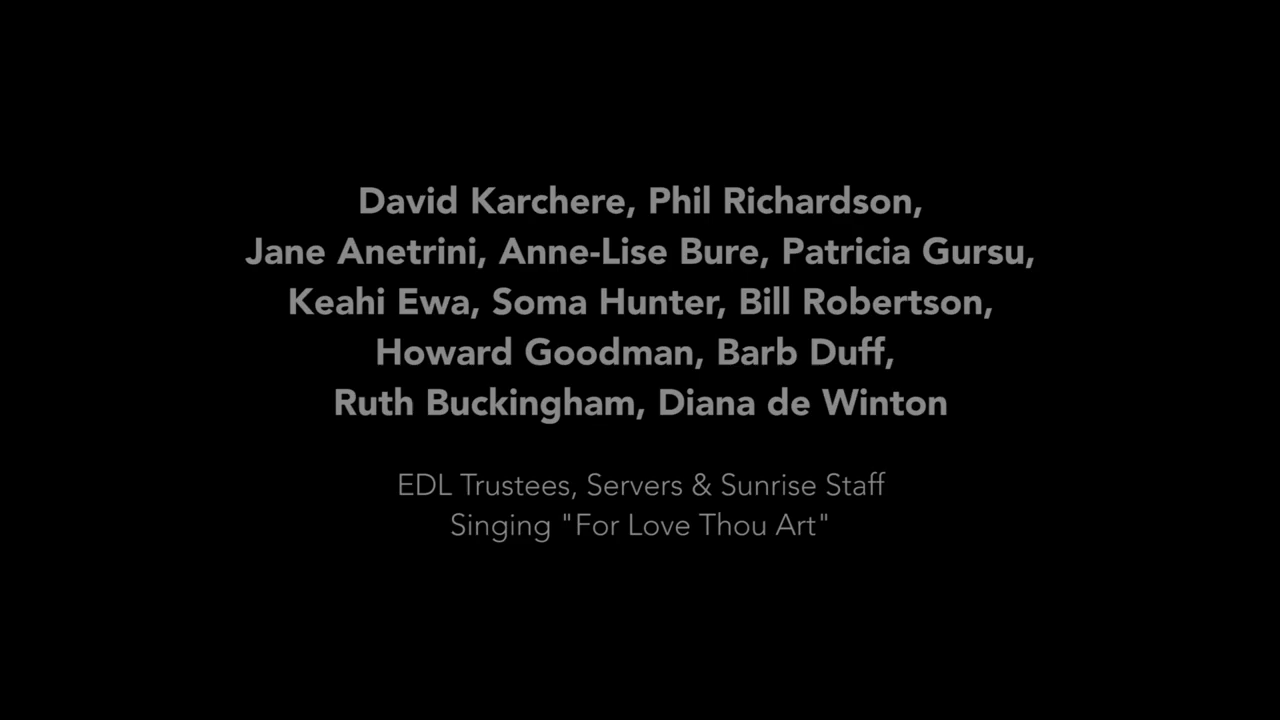 David Karchere, Phil Richardson,
Jane Anetrini, Anne-Lise Bure, Patricia Gursu,
Keahi Ewa, Soma Hunter, Bill Robertson,
Howard Goodman, Barb Duff,
Ruth Buckingham, Diana de Winton
EDL Trustees, Servers & Sunrise Staff
Singing "For Love Thou Art"